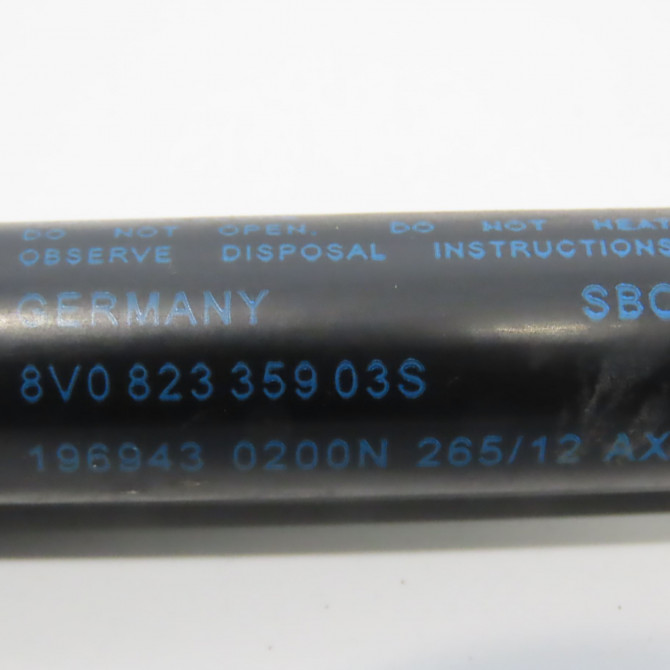 DO NOT OPEN. DO NOT HEAT
OBSERVE DISPOSAL INSTRUCTIONS
GERMANY SBC
8V0 823 359 03S
196943 0200N 265/12 AX